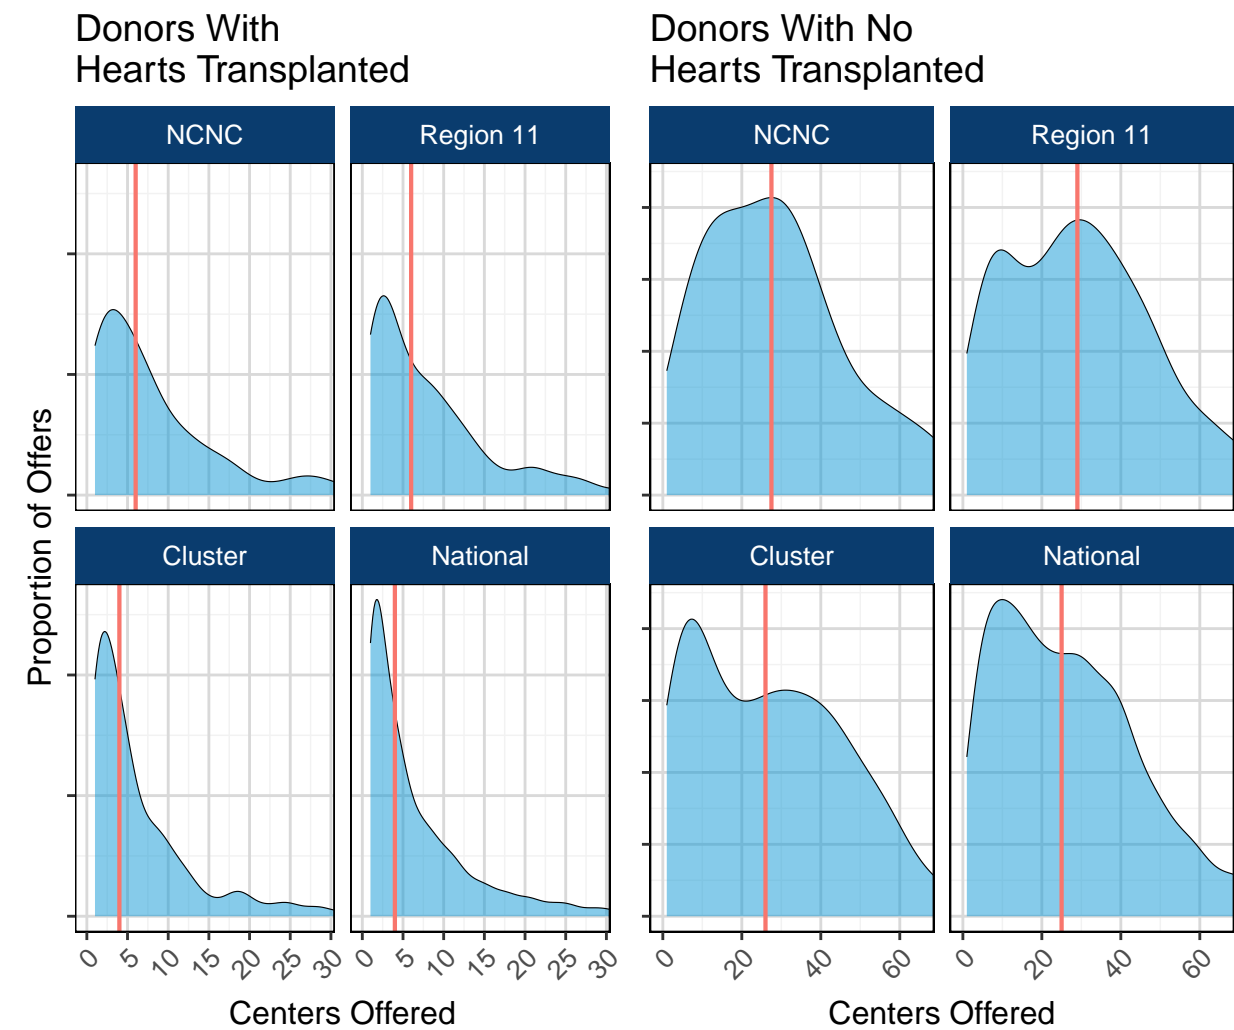 Donors With
Hearts Transplanted
Donors With No
Hearts Transplanted
NCNC
Region 11
NCNC
Region 11
Proportion of Offers
Cluster
National
Cluster
National
0 5 10 15 20 25 30
0 5 10 15 20 25 30
0 20 40 60
0 20 40 60
Centers Offered
Centers Offered